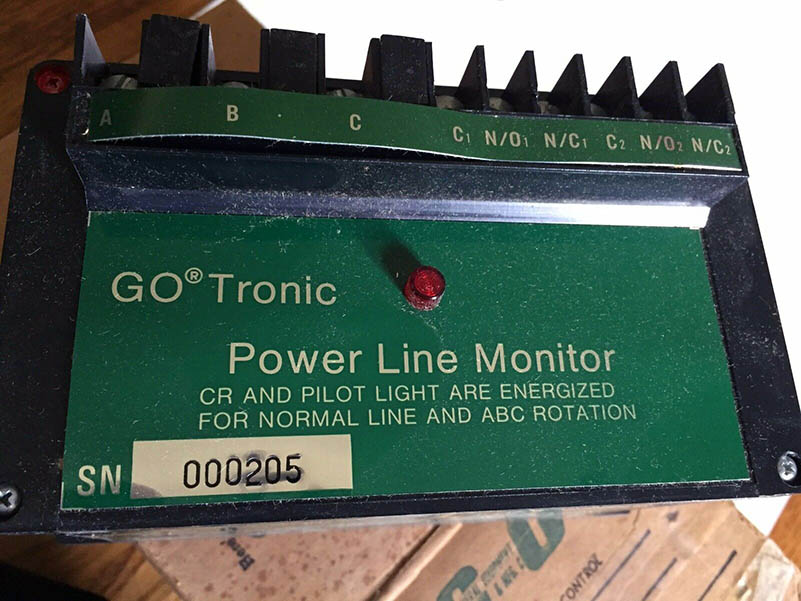 A B C C₁ N/O₁ N/C₁ C₂ N/O₂ N/C₂
GO® Tronic
Power Line Monitor
CR AND PILOT LIGHT ARE ENERGIZED
FOR NORMAL LINE AND ABC ROTATION
SN 000205
CONTROL